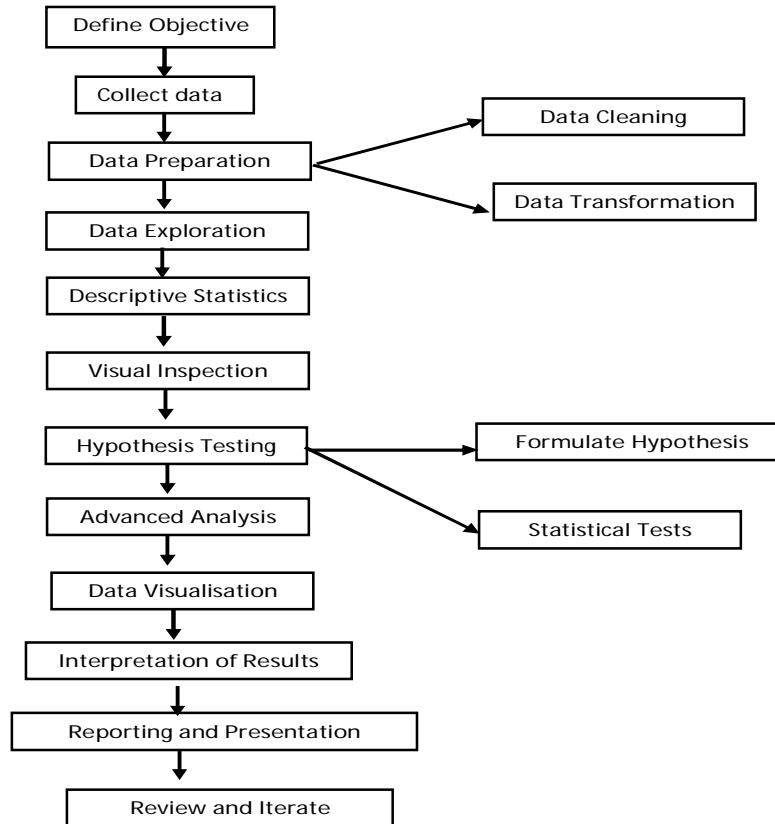 Define Objective
Collect data
Data Cleaning
Data Preparation
Data Transformation
Data Exploration
Descriptive Statistics
Visual Inspection
Hypothesis Testing
Formulate Hypothesis
Advanced Analysis
Statistical Tests
Data Visualisation
Interpretation of Results
Reporting and Presentation
Review and Iterate